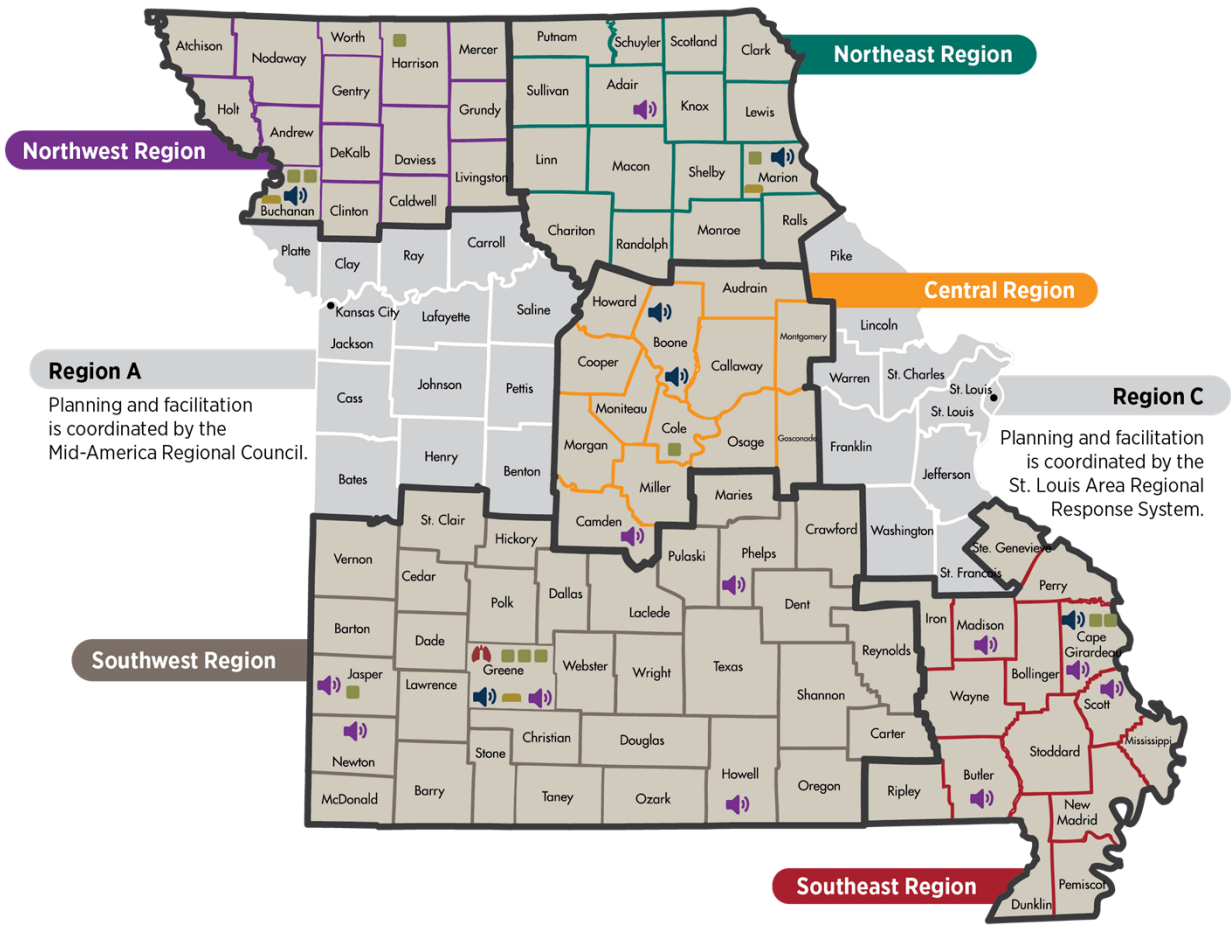 Atchison
Nodaway
Worth
Harrison
Mercer
Putnam
Schuyler
Scotland
Clark
Northeast Region
Gentry
Sullivan
Adair
Holt
Grundy
Knox
Lewis
Andrew
Northwest Region
DeKalb
Daviess
Linn
Macon
Shelby
Marion
Livingston
Buchanan
Clinton
Caldwell
Chariton
Randolph
Monroe
Ralls
Platte
Clay
Ray
Carroll
Pike
Central Region
Howard
Audrain
Kansas City
Lafayette
Saline
Jackson
Boone
Montgomery
Lincoln
Region A
Planning and facilitation
is coordinated by the
Mid-America Regional Council.
Cooper
Callaway
Warren
St. Charles
St. Louis
St. Louis
Region C
Planning and facilitation
is coordinated by the
St. Louis Area Regional
Response System.
Cass
Johnson
Pettis
Moniteau
Cole
Morgan
Osage
Gasconade
Franklin
Bates
Henry
Benton
Miller
Jefferson
Maries
Camden
St. Clair
Hickory
Crawford
Washington
Vernon
Pulaski
Phelps
Ste. Genevieve
St. Francois
Perry
Cedar
Polk
Dallas
Laclede
Dent
Iron
Madison
Cape
Girardeau
Barton
Dade
Reynolds
Southwest Region
Jasper
Lawrence
Greene
Webster
Wright
Texas
Shannon
Wayne
Bollinger
Scott
Newton
Stone
Christian
Douglas
Carter
Stoddard
Mississippi
McDonald
Barry
Taney
Ozark
Howell
Oregon
Ripley
Butler
New
Madrid
Southeast Region
Pemiscot
Dunklin